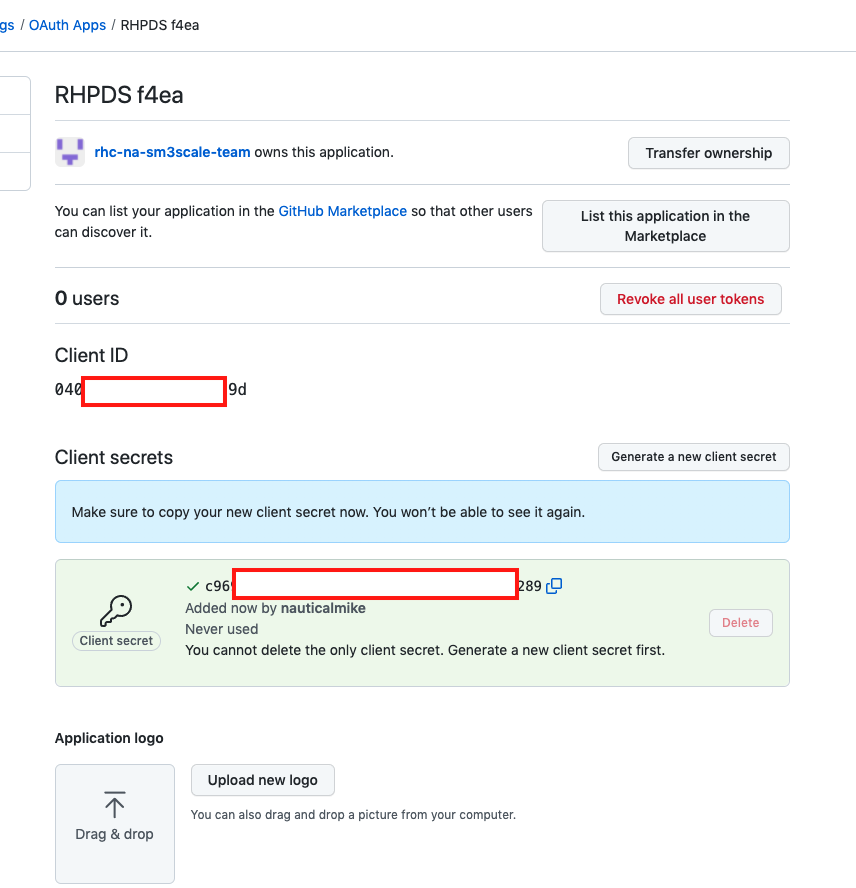 gs / OAuth Apps / RHPDS f4ea
RHPDS f4ea
rhc-na-sm3scale-team owns this application.
Transfer ownership
You can list your application in the GitHub Marketplace so that other users
can discover it.
List this application in the
Marketplace
0 users
Revoke all user tokens
Client ID
040 9d
Client secrets
Generate a new client secret
Make sure to copy your new client secret now. You won’t be able to see it again.
c969 289
Added now by nauticalmike
Never used
You cannot delete the only client secret. Generate a new client secret first.
Client secret
Delete
Application logo
Drag & drop
Upload new logo
You can also drag and drop a picture from your computer.